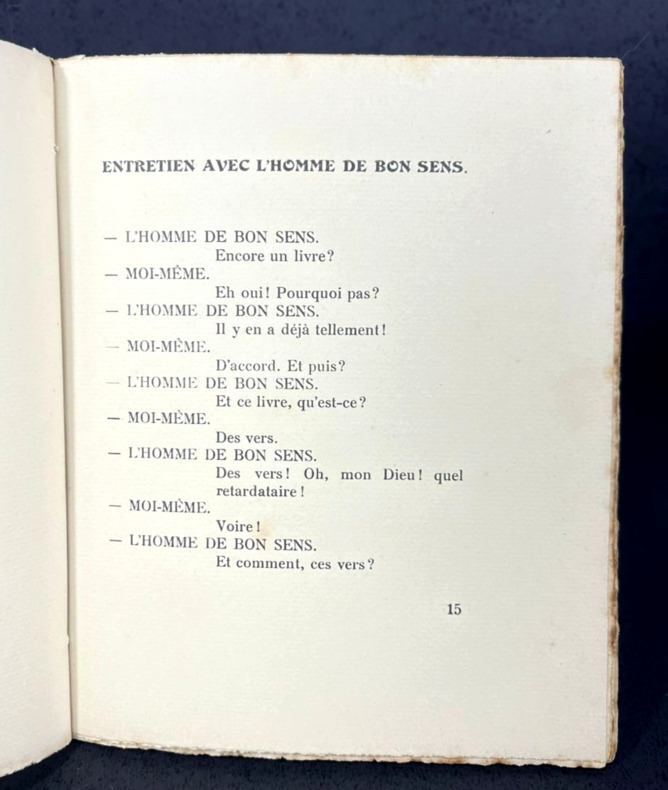 ENTRETIEN AVEC L'HOMME DE BON SENS.
— L'HOMME DE BON SENS.
Encore un livre?
— MOI-MÊME.
Eh oui! Pourquoi pas?
— L'HOMME DE BON SENS.
Il y en a déjà tellement!
— MOI-MÊME.
D'accord. Et puis?
— L'HOMME DE BON SENS.
Et ce livre, qu'est-ce?
— MOI-MÊME.
Des vers.
— L'HOMME DE BON SENS.
Des vers! Oh, mon Dieu! quel
retardataire!
— MOI-MÊME.
Voire!
— L'HOMME DE BON SENS.
Et comment, ces vers?
15